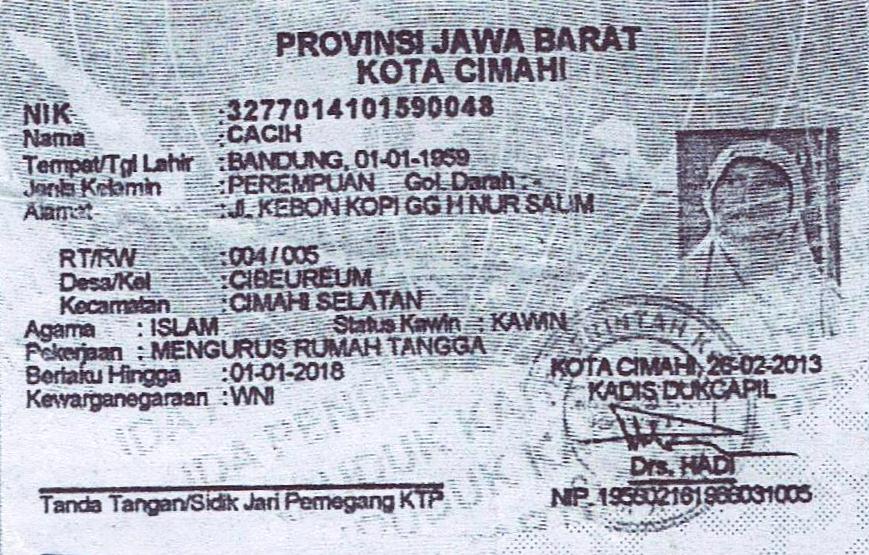 PROVINSI JAWA BARAT
KOTA CIMAHI
NIK : 3277014101590048
Nama : CACIH
Tempat/Tgl Lahir : BANDUNG, 01-01-1959
Jenis Kelamin : PEREMPUAN Gol. Darah : -
Alamat : JL. KEBON KOPI GG H NUR SALIM
RT/RW : 004 / 005
Desa/Kel : CIBEUREUM
Kecamatan : CIMAHI SELATAN
Agama : ISLAM Status Kawin : KAWIN
Pekerjaan : MENGURUS RUMAH TANGGA
Berlaku Hingga : 01-01-2018
Kewarganegaraan : WNI
KOTA CIMAHI, 26-02-2013
KADIS DUKCAPIL
Drs. HADI
Tanda Tangan/Sidik Jari Pemegang KTP
NIP.